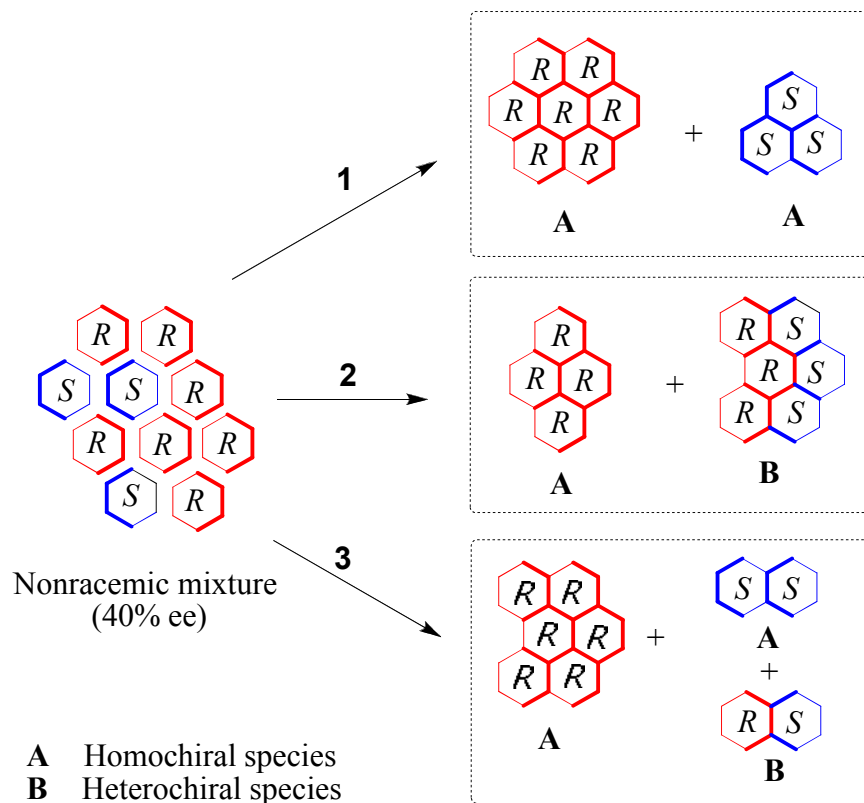 1
R R
R R R
R R
A
+
S
S S
A
R R
S S R
R R R
S R
Nonracemic mixture
(40% ee)
2
R
R R
R
A
+
R S
R S
R S
B
3
R R
R R
R R
A
+
S S
A
+
R S
B
A Homochiral species
B Heterochiral species